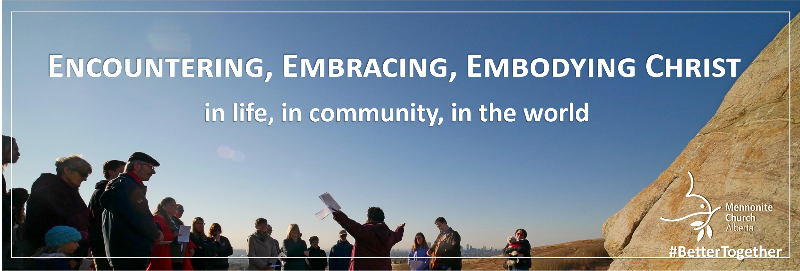 ENCOUNTERING, EMBRACING, EMBODYING CHRIST
in life, in community, in the world
Mennonite
Church
Alberta
#BetterTogether